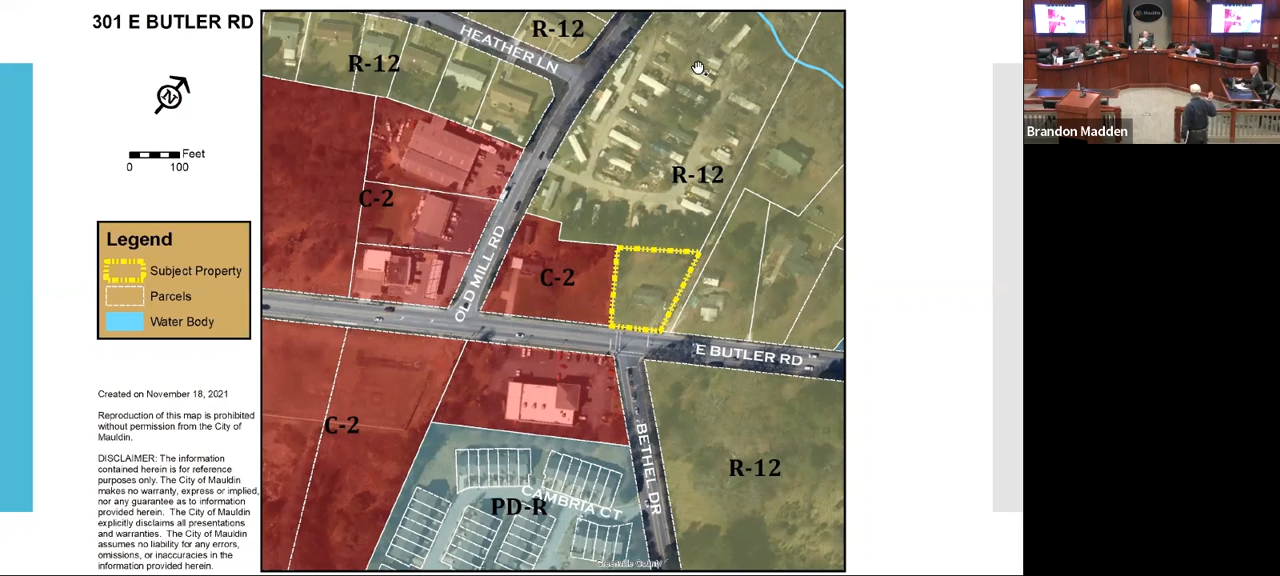 301 E BUTLER RD
N
Feet
0 100
Legend
Subject Property
Parcels
Water Body
Created on November 18, 2021
Reproduction of this map is prohibited
without permission from the City of
Mauldin.
DISCLAIMER: The information
contained herein is for reference
purposes only. The City of Mauldin
makes no warranty, express or implied,
nor any guarantee as to information
provided herein. The City of Mauldin
explicitly disclaims all presentations
and warranties. The City of Mauldin
assumes no liability for any errors,
omissions, or inaccuracies in the
information provided herein.
R-12
HEATHER LN
R-12
R-12
C-2
OLD MILL RD
C-2
E BUTLER RD
C-2
BETHEL DR
R-12
CAMBRIA CT
PD-R
Greenville County
Mauldin
Brandon Madden